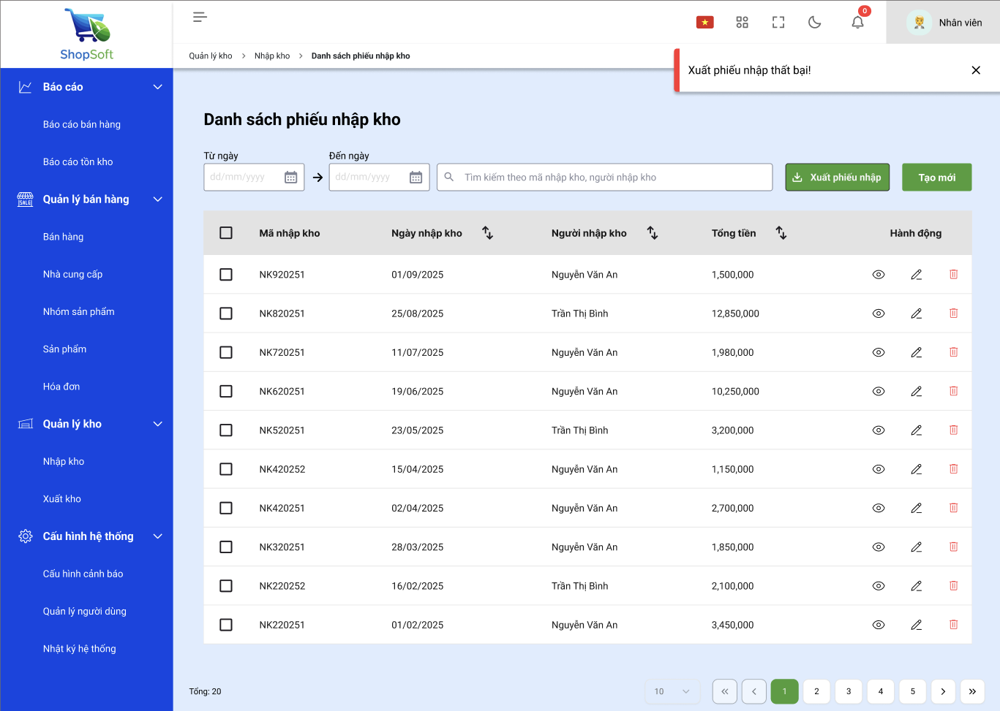 ShopSoft
Báo cáo
Báo cáo bán hàng
Báo cáo tồn kho
SALE
Quản lý bán hàng
Bán hàng
Nhà cung cấp
Nhóm sản phẩm
Sản phẩm
Hóa đơn
Quản lý kho
Nhập kho
Xuất kho
Cấu hình hệ thống
Cấu hình cảnh báo
Quản lý người dùng
Nhật ký hệ thống
0
Nhân viên
Quản lý kho > Nhập kho > Danh sách phiếu nhập kho
Xuất phiếu nhập thất bại!
Danh sách phiếu nhập kho
Từ ngày Đến ngày
dd/mm/yyyy dd/mm/yyyy Tìm kiếm theo mã nhập kho, người nhập kho Xuất phiếu nhập Tạo mới
Mã nhập kho Ngày nhập kho Người nhập kho Tổng tiền Hành động
NK920251 01/09/2025 Nguyễn Văn An 1,500,000
NK820251 25/08/2025 Trần Thị Bình 12,850,000
NK720251 11/07/2025 Nguyễn Văn An 1,980,000
NK620251 19/06/2025 Nguyễn Văn An 10,250,000
NK520251 23/05/2025 Trần Thị Bình 3,200,000
NK420252 15/04/2025 Nguyễn Văn An 1,150,000
NK420251 02/04/2025 Nguyễn Văn An 2,700,000
NK320251 28/03/2025 Nguyễn Văn An 1,850,000
NK220252 16/02/2025 Trần Thị Bình 2,100,000
NK220251 01/02/2025 Nguyễn Văn An 3,450,000
Tổng: 20 10 « < 1 2 3 4 5 > »